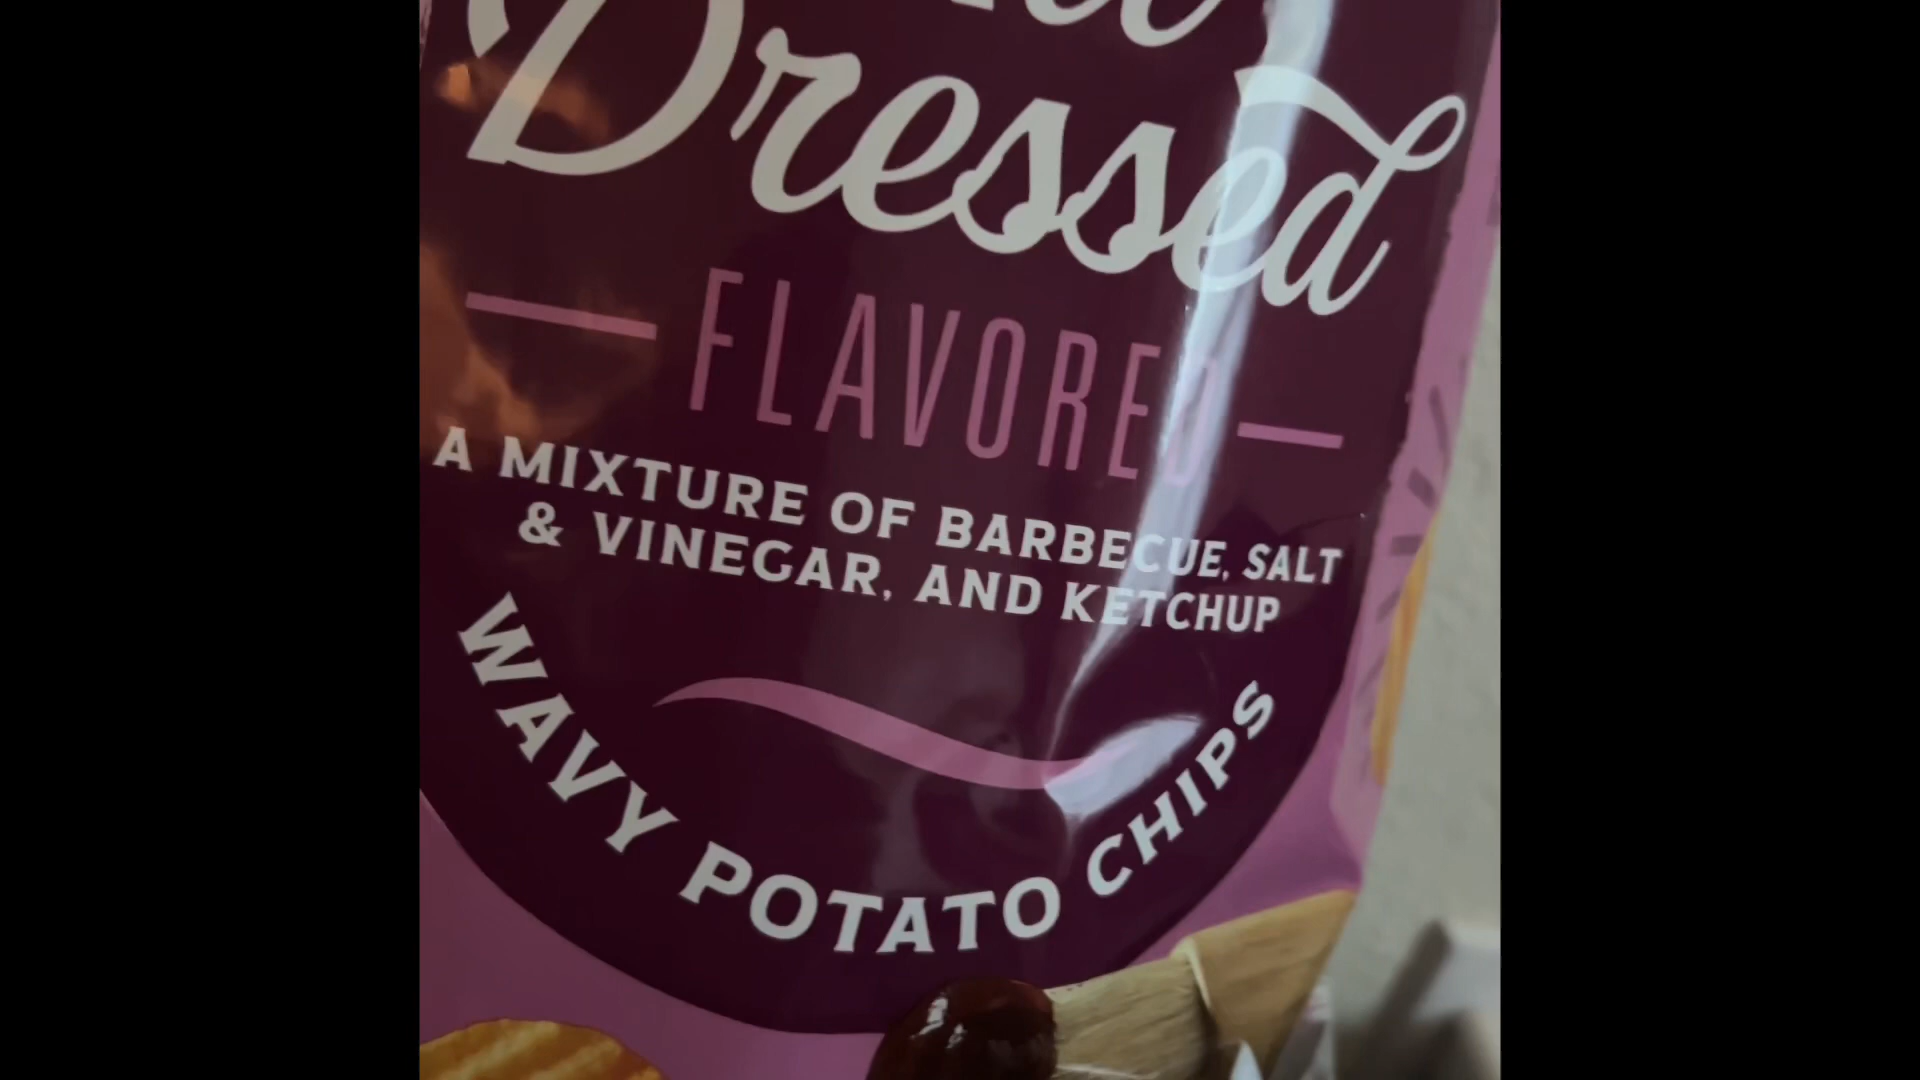 Dressed
FLAVORED
A MIXTURE OF BARBECUE, SALT
& VINEGAR, AND KETCHUP
WAVY POTATO CHIPS